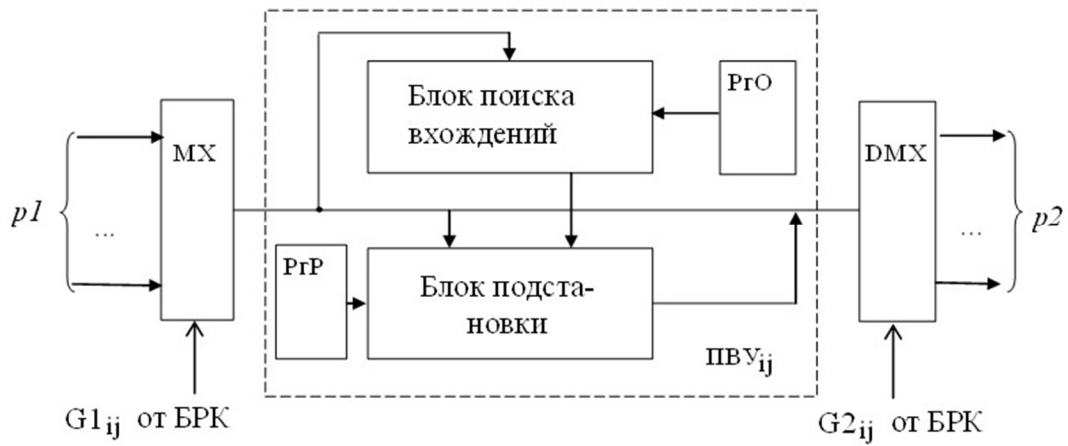 Блок поиска
вхождений
PrO
MX
DMX
p1
...
...
p2
PrP
Блок подста-
новки
ПВУij
G1ij от БРК
G2ij от БРК